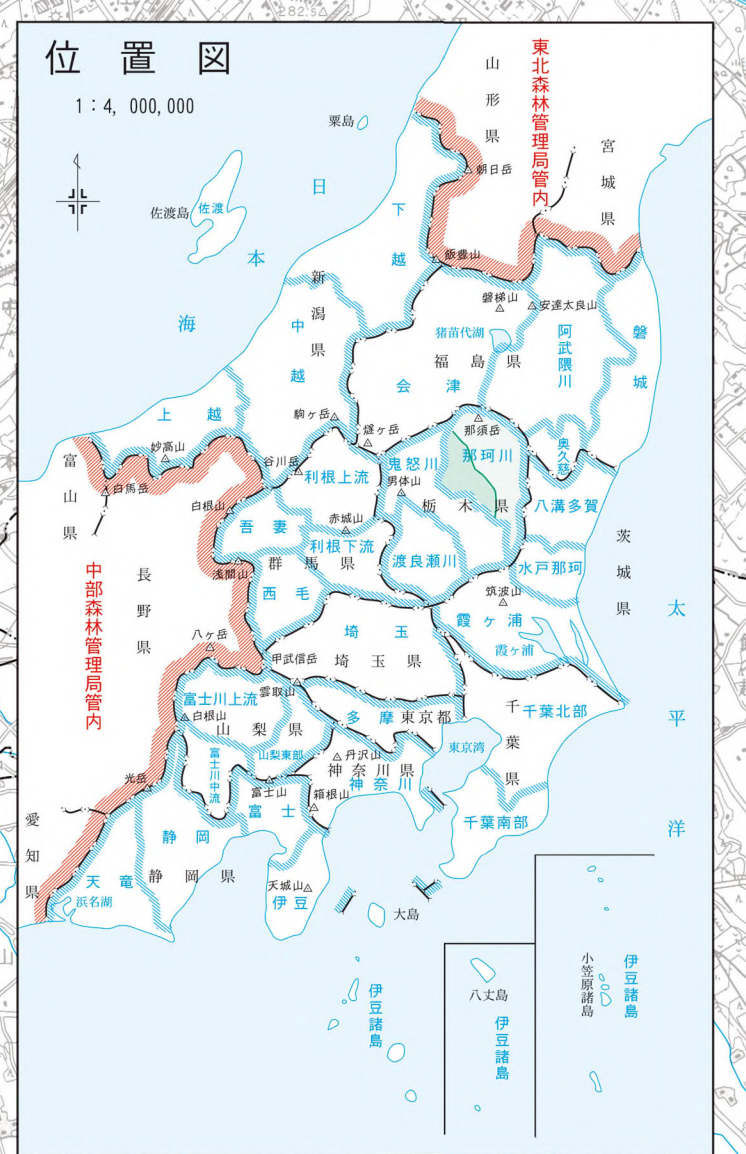 282.5
位置図
1：4,000,000
山形県
東北森林管理局管内
宮城県
粟島
朝日岳
日本海
佐渡島
佐渡
下越
飯豊山
新潟県
磐梯山
安達太良山
猪苗代湖
福島県
阿武隈川
磐城
中越
会津
上越
駒ヶ岳
燧ヶ岳
那須岳
奥久慈
妙高山
富山県
谷川岳
利根上流
鬼怒川
那珂川
男体山
栃木県
白馬岳
白根山
八溝多賀
吾妻
赤城山
利根下流
渡良瀬川
水戸那珂
茨城県
群馬県
浅間山
西毛
筑波山
霞ヶ浦
霞ヶ浦
中部森林管理局管内
長野県
太平洋
八ヶ岳
埼玉
埼玉県
甲武信岳
雲取山
富士川上流
白根山
山梨県
多摩
東京都
千葉県
千葉北部
東京湾
富士川中流
山梨東部
丹沢山
神奈川県
神奈川
光岳
富士山
箱根山
富士
千葉南部
愛知県
静岡
天竜
静岡県
浜名湖
天城山
伊豆
大島
伊豆諸島
八丈島
伊豆諸島
小笠原諸島
伊豆諸島